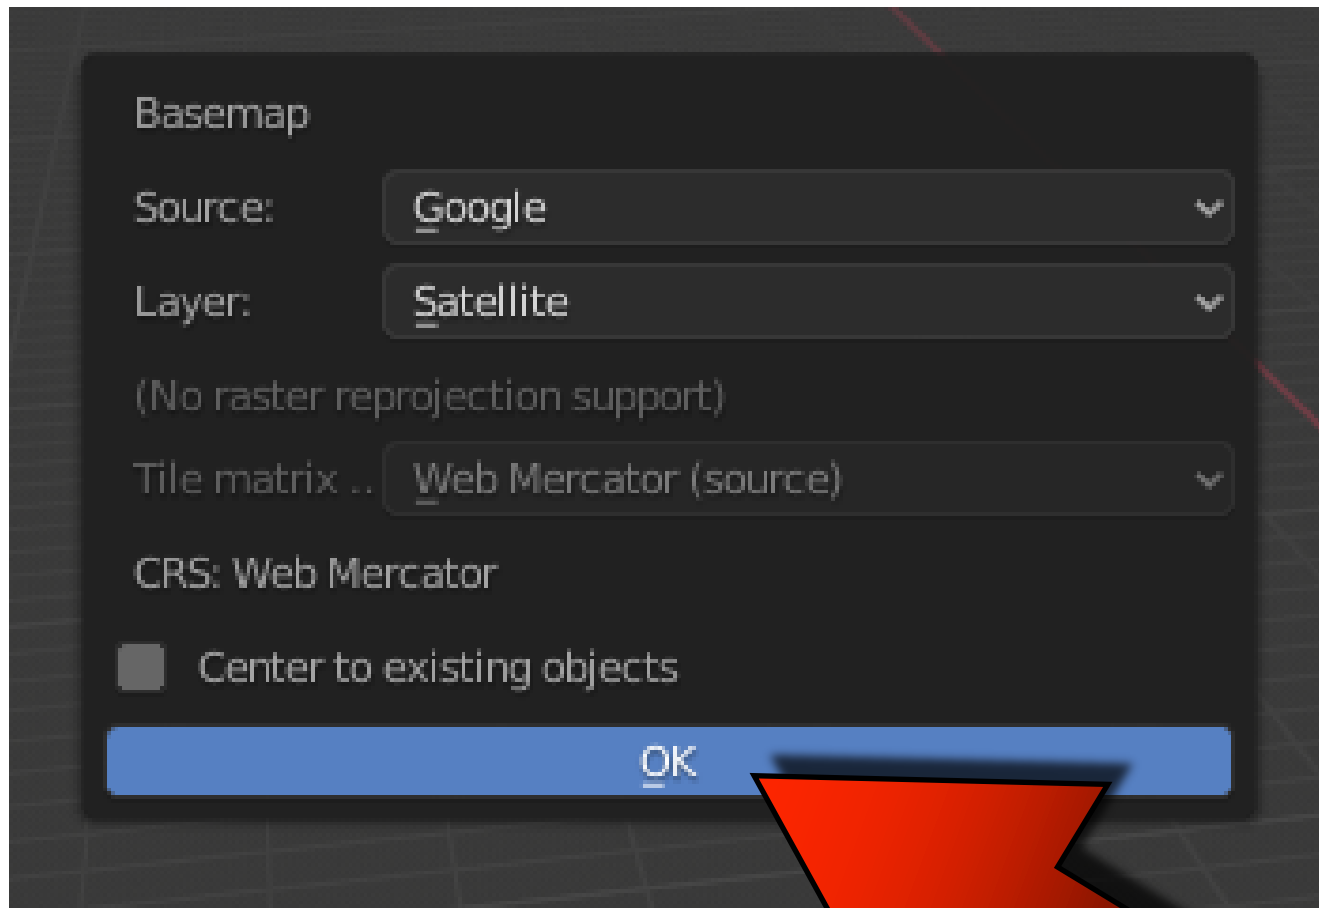 Basemap
Source: Google
Layer: Satellite
(No raster reprojection support)
Tile matrix .. Web Mercator (source)
CRS: Web Mercator
Center to existing objects
OK